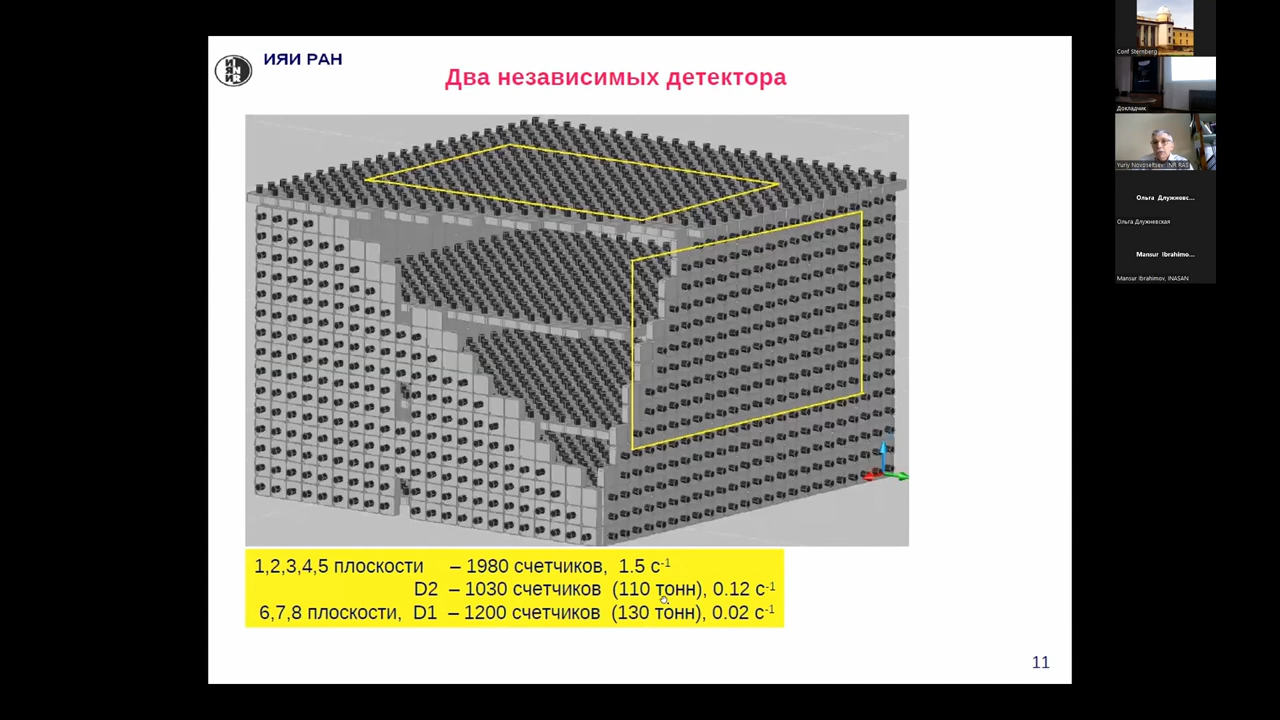 ИЯИ РАН
Два независимых детектора
1,2,3,4,5 плоскости – 1980 счетчиков, 1.5 с⁻¹
D2 – 1030 счетчиков (110 тонн), 0.12 с⁻¹
6,7,8 плоскости, D1 – 1200 счетчиков (130 тонн), 0.02 с⁻¹
11
Conf Sternberg
Докладчик
Yuriy Novoseltsev. INR RAS
Ольга Длужневс...
Ольга Длужневская
Mansur Ibrahimo...
Mansur Ibrahimov, INASAN